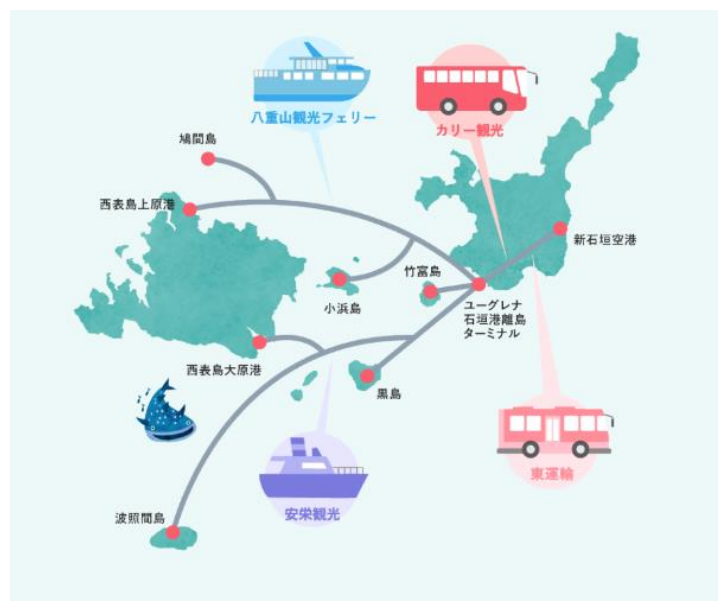 八重山観光フェリー
カリー観光
鳩間島
西表島上原港
新石垣空港
竹富島
小浜島
ユーグレナ
石垣港離島
ターミナル
西表島大原港
黒島
東運輸
安栄観光
波照間島